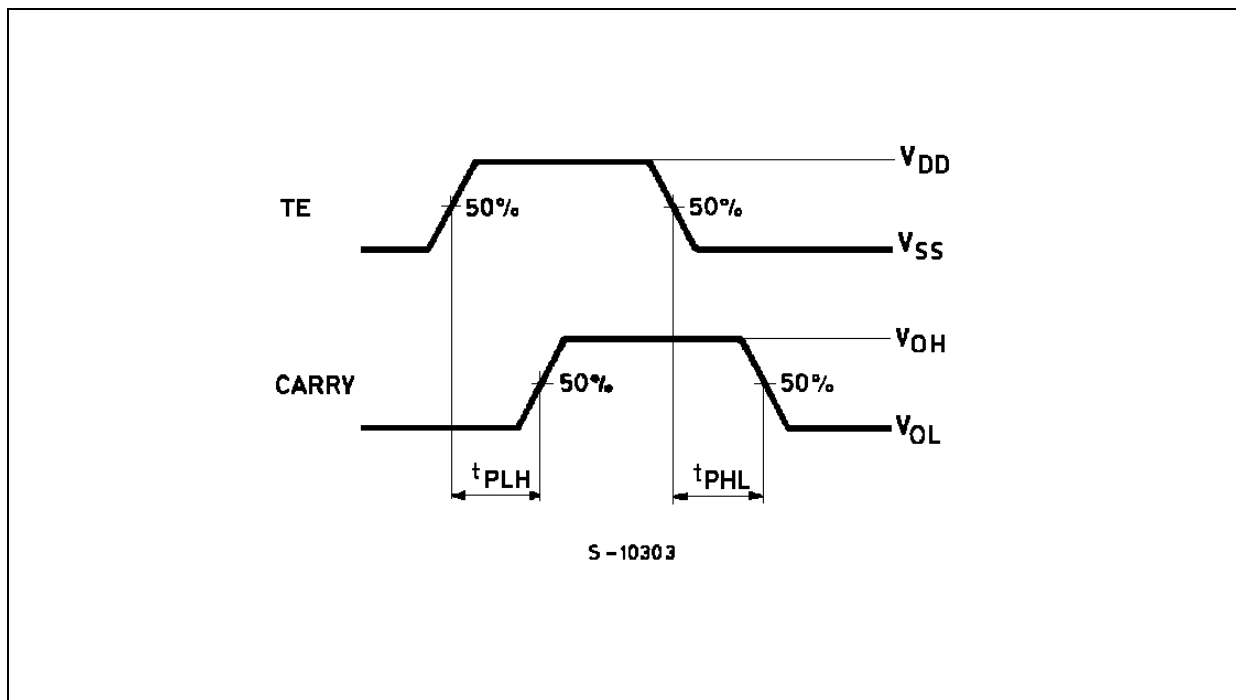 VDD
TE 50% 50%
VSS
VOH
CARRY 50% 50%
VOL
tPLH tPHL
S-10303